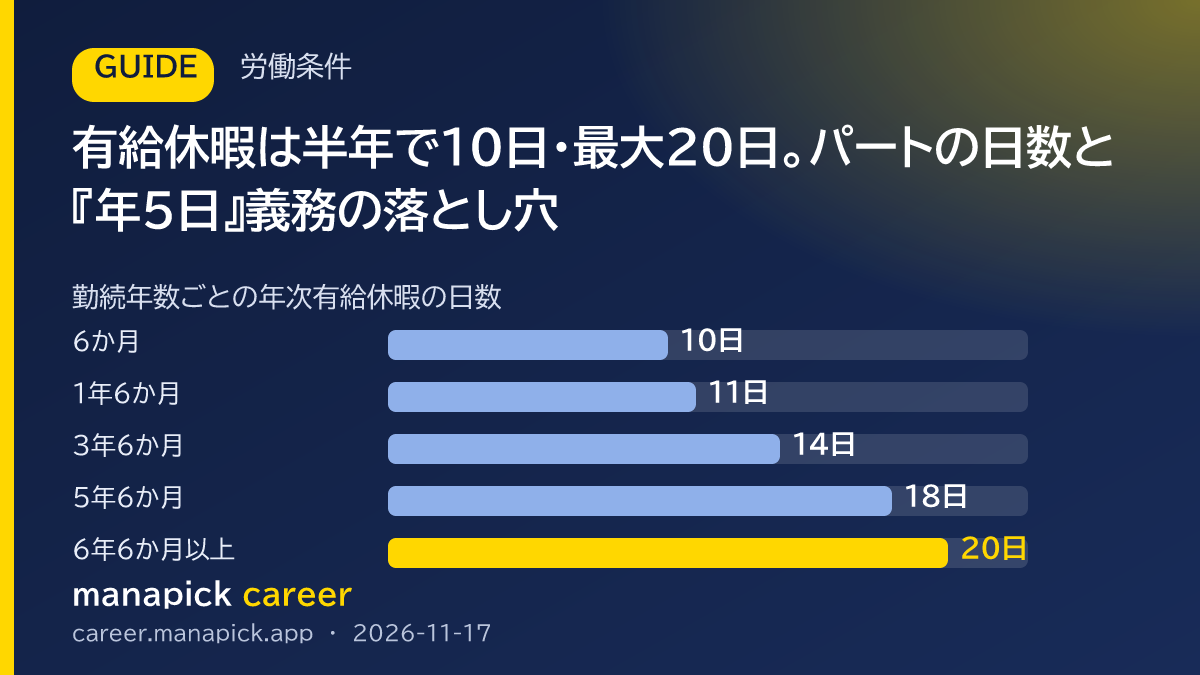 GUIDE 労働条件
有給休暇は半年で10日・最大20日。パートの日数と
『年5日』義務の落とし穴
勤続年数ごとの年次有給休暇の日数
6か月 10日
1年6か月 11日
3年6か月 14日
5年6か月 18日
6年6か月以上 20日
manapick career
career.manapick.app ・ 2026-11-17